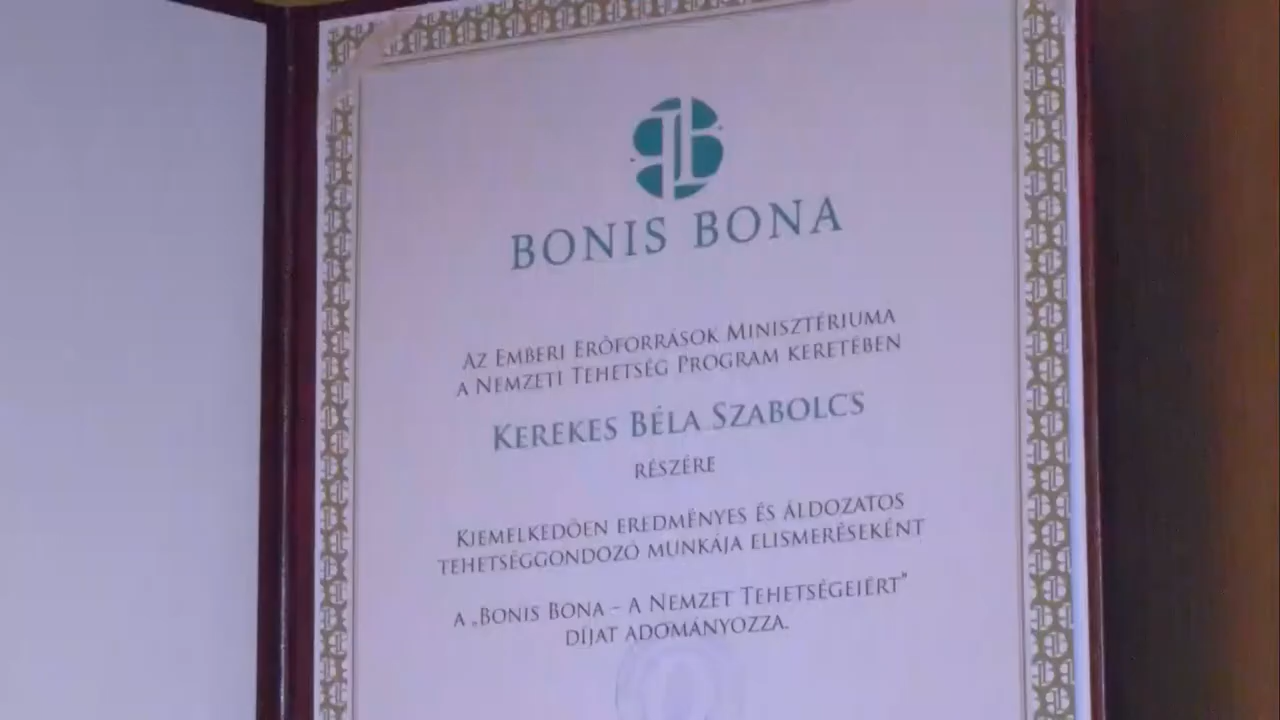 BONIS BONA
AZ EMBERI ERŐFORRÁSOK MINISZTÉRIUMA
A NEMZETI TEHETSÉG PROGRAM KERETÉBEN
KEREKES BÉLA SZABOLCS
RÉSZÉRE
KIEMELKEDŐEN EREDMÉNYES ÉS ÁLDOZATOS
TEHETSÉGGONDOZÓ MUNKÁJA ELISMERÉSEKÉNT
A „BONIS BONA – A NEMZET TEHETSÉGEIÉRT”
DÍJAT ADOMÁNYOZZA.